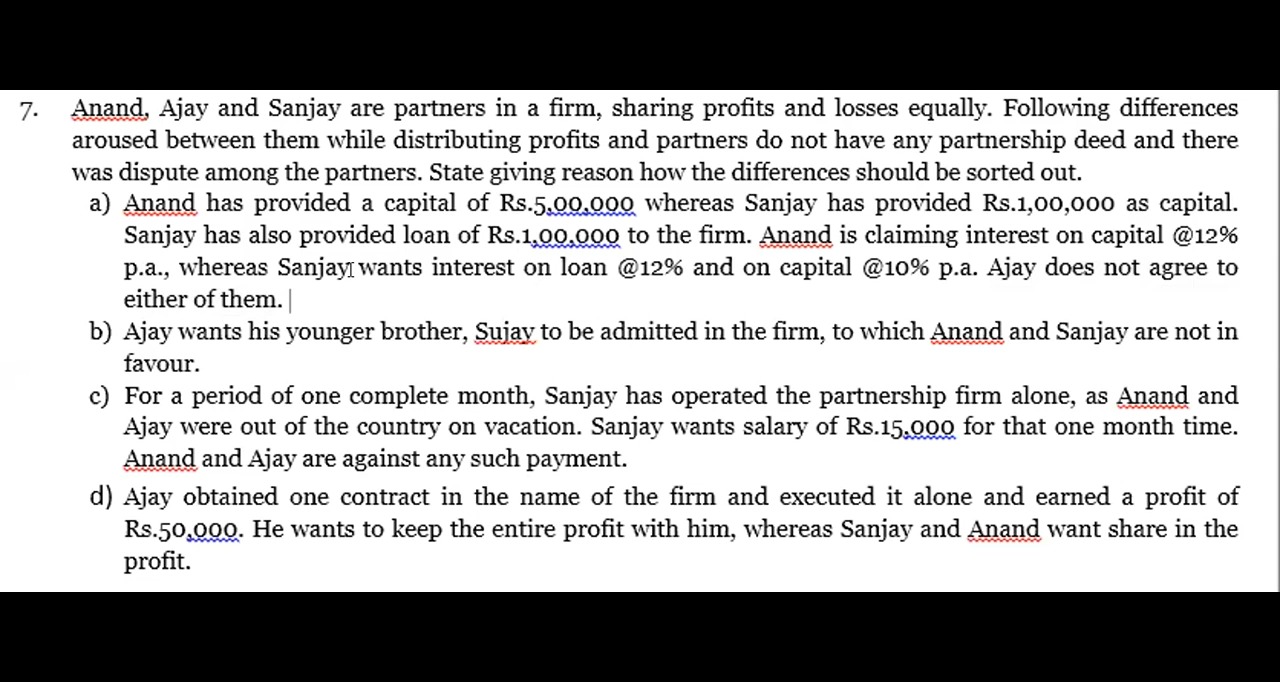 7. Anand, Ajay and Sanjay are partners in a firm, sharing profits and losses equally. Following differences
aroused between them while distributing profits and partners do not have any partnership deed and there
was dispute among the partners. State giving reason how the differences should be sorted out.
a) Anand has provided a capital of Rs.5,00,000 whereas Sanjay has provided Rs.1,00,000 as capital.
Sanjay has also provided loan of Rs.1,00,000 to the firm. Anand is claiming interest on capital @12%
p.a., whereas Sanjay wants interest on loan @12% and on capital @10% p.a. Ajay does not agree to
either of them.
b) Ajay wants his younger brother, Sujay to be admitted in the firm, to which Anand and Sanjay are not in
favour.
c) For a period of one complete month, Sanjay has operated the partnership firm alone, as Anand and
Ajay were out of the country on vacation. Sanjay wants salary of Rs.15,000 for that one month time.
Anand and Ajay are against any such payment.
d) Ajay obtained one contract in the name of the firm and executed it alone and earned a profit of
Rs.50,000. He wants to keep the entire profit with him, whereas Sanjay and Anand want share in the
profit.